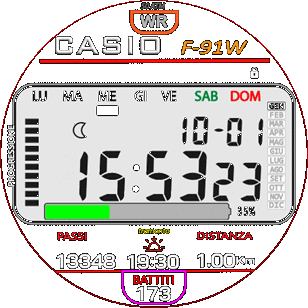 WR
CASIO F-91W
LU MA ME GI VE SAB DOM
10-01
FEB
MAR
APR
MAG
GIU
LUG
AGO
SET
OTT
NOV
DIC
PROGRESSIONE
15:53 23
35%
PASSI DISTANZA
13348 19:30 1.00Km
BATTITI
173